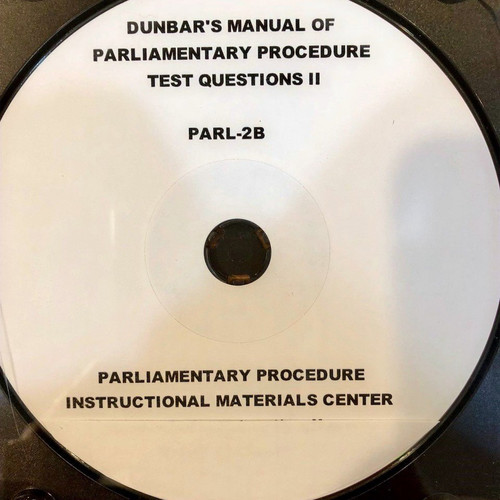 DUNBAR'S MANUAL OF
PARLIAMENTARY PROCEDURE
TEST QUESTIONS II
PARL-2B
PARLIAMENTARY PROCEDURE
INSTRUCTIONAL MATERIALS CENTER